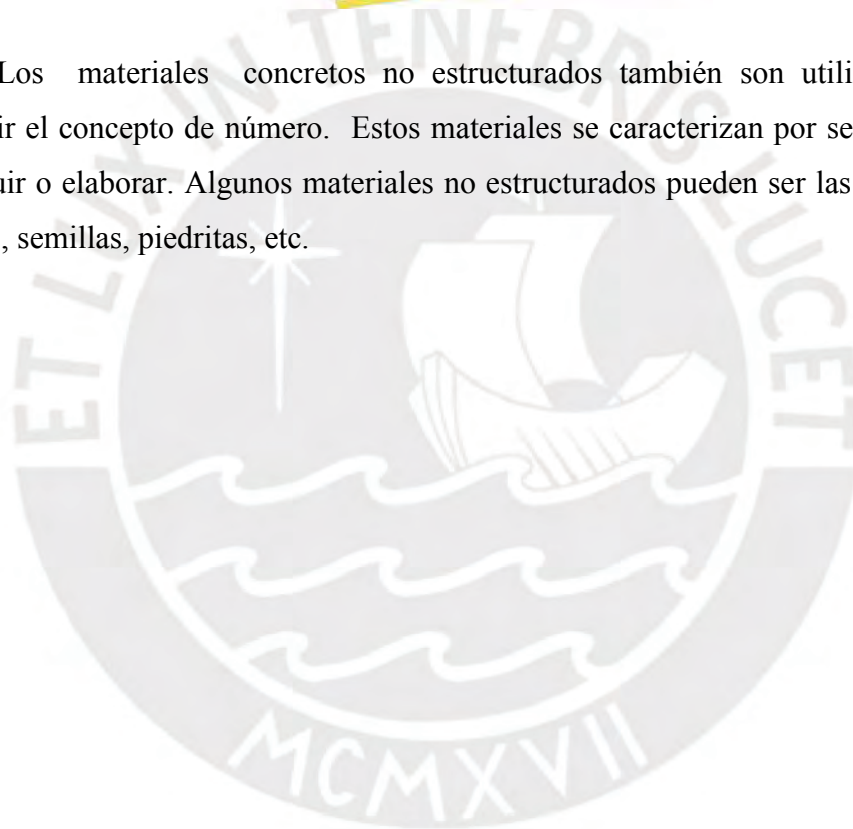 Los materiales concretos no estructurados también son utili
ir el concepto de número. Estos materiales se caracterizan por se
uir o elaborar. Algunos materiales no estructurados pueden ser las
, semillas, piedritas, etc.
ET LUX IN TENEBRIS LUCET
MCMXVII